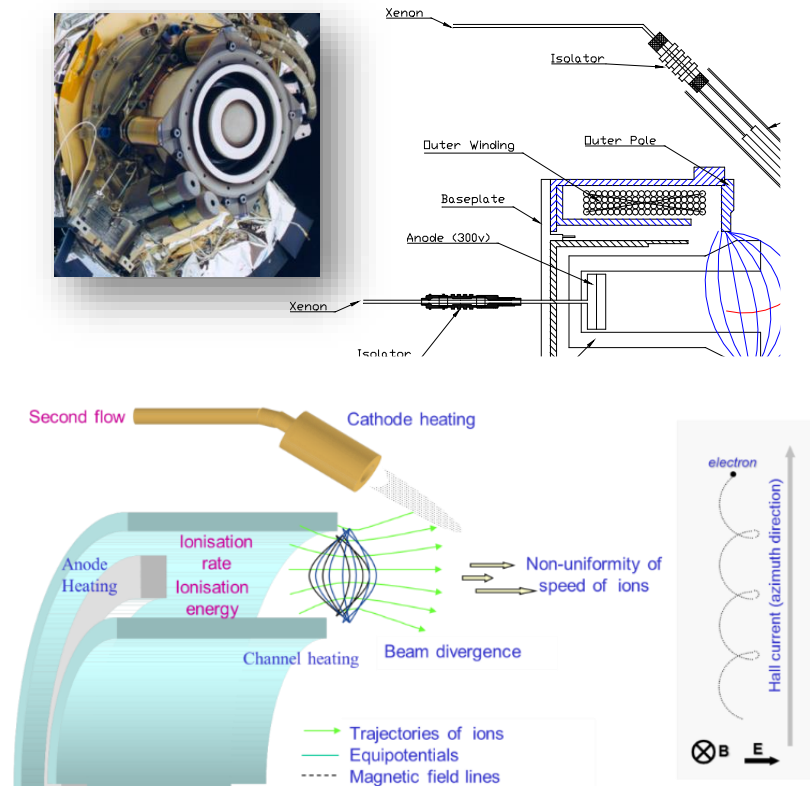 Xenon
Isolator
Outer Winding
Outer Pole
Baseplate
Anode (300v)
Xenon
Isolator
Second flow
Cathode heating
Ionisation
rate
Anode
Heating
Ionisation
energy
Non-uniformity of
speed of ions
Channel heating
Beam divergence
Trajectories of ions
Equipotentials
Magnetic field lines
electron
Hall current (azimuth direction)
B
E